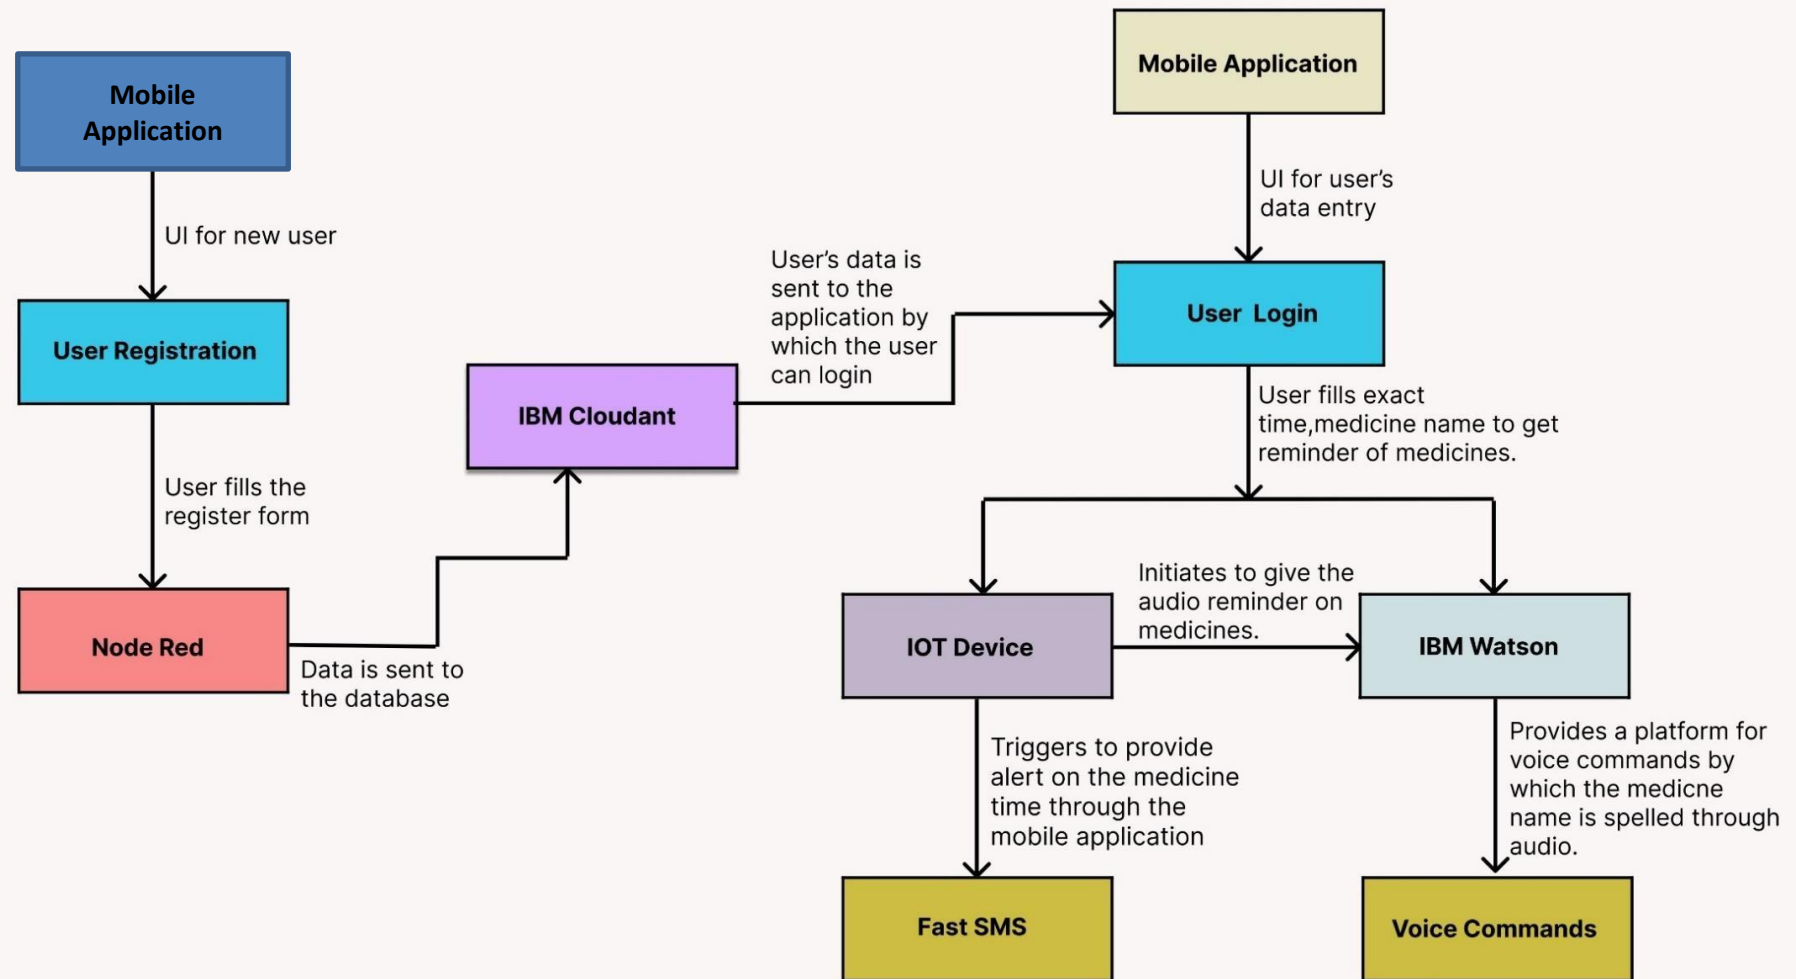 Mobile
Application
UI for new user
User Registration
User fills the
register form
Node Red
Data is sent to
the database
IBM Cloudant
User’s data is
sent to the
application by
which the user
can login
Mobile Application
UI for user’s
data entry
User Login
User fills exact
time,medicine name to get
reminder of medicines.
IOT Device
Initiates to give the
audio reminder on
medicines.
IBM Watson
Triggers to provide
alert on the medicine
time through the
mobile application
Provides a platform for
voice commands by
which the medicne
name is spelled through
audio.
Fast SMS
Voice Commands